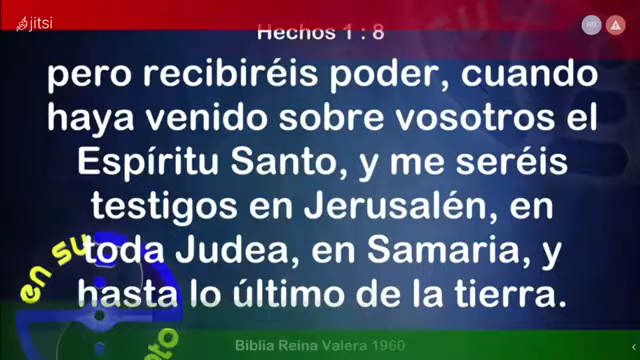 jitsi
HD
Hechos 1 : 8
pero recibiréis poder, cuando
haya venido sobre vosotros el
Espíritu Santo, y me seréis
testigos en Jerusalén, en
toda Judea, en Samaria, y
hasta lo último de la tierra.
en su
Biblia Reina Valera 1960